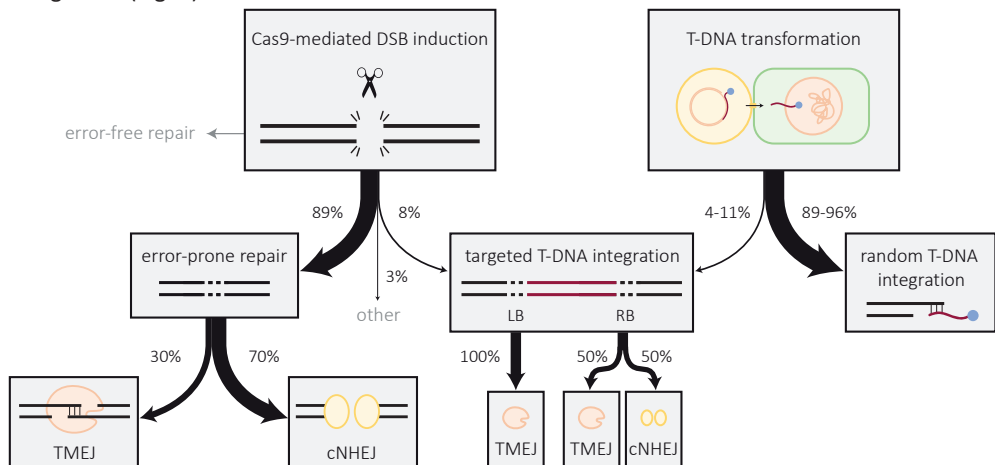 Cas9-mediated DSB induction
T-DNA transformation
error-free repair
89%
8%
4-11%
89-96%
error-prone repair
3%
other
targeted T-DNA integration
LB
RB
random T-DNA
integration
30%
70%
100%
50%
50%
TMEJ
cNHEJ
TMEJ
TMEJ
cNHEJ